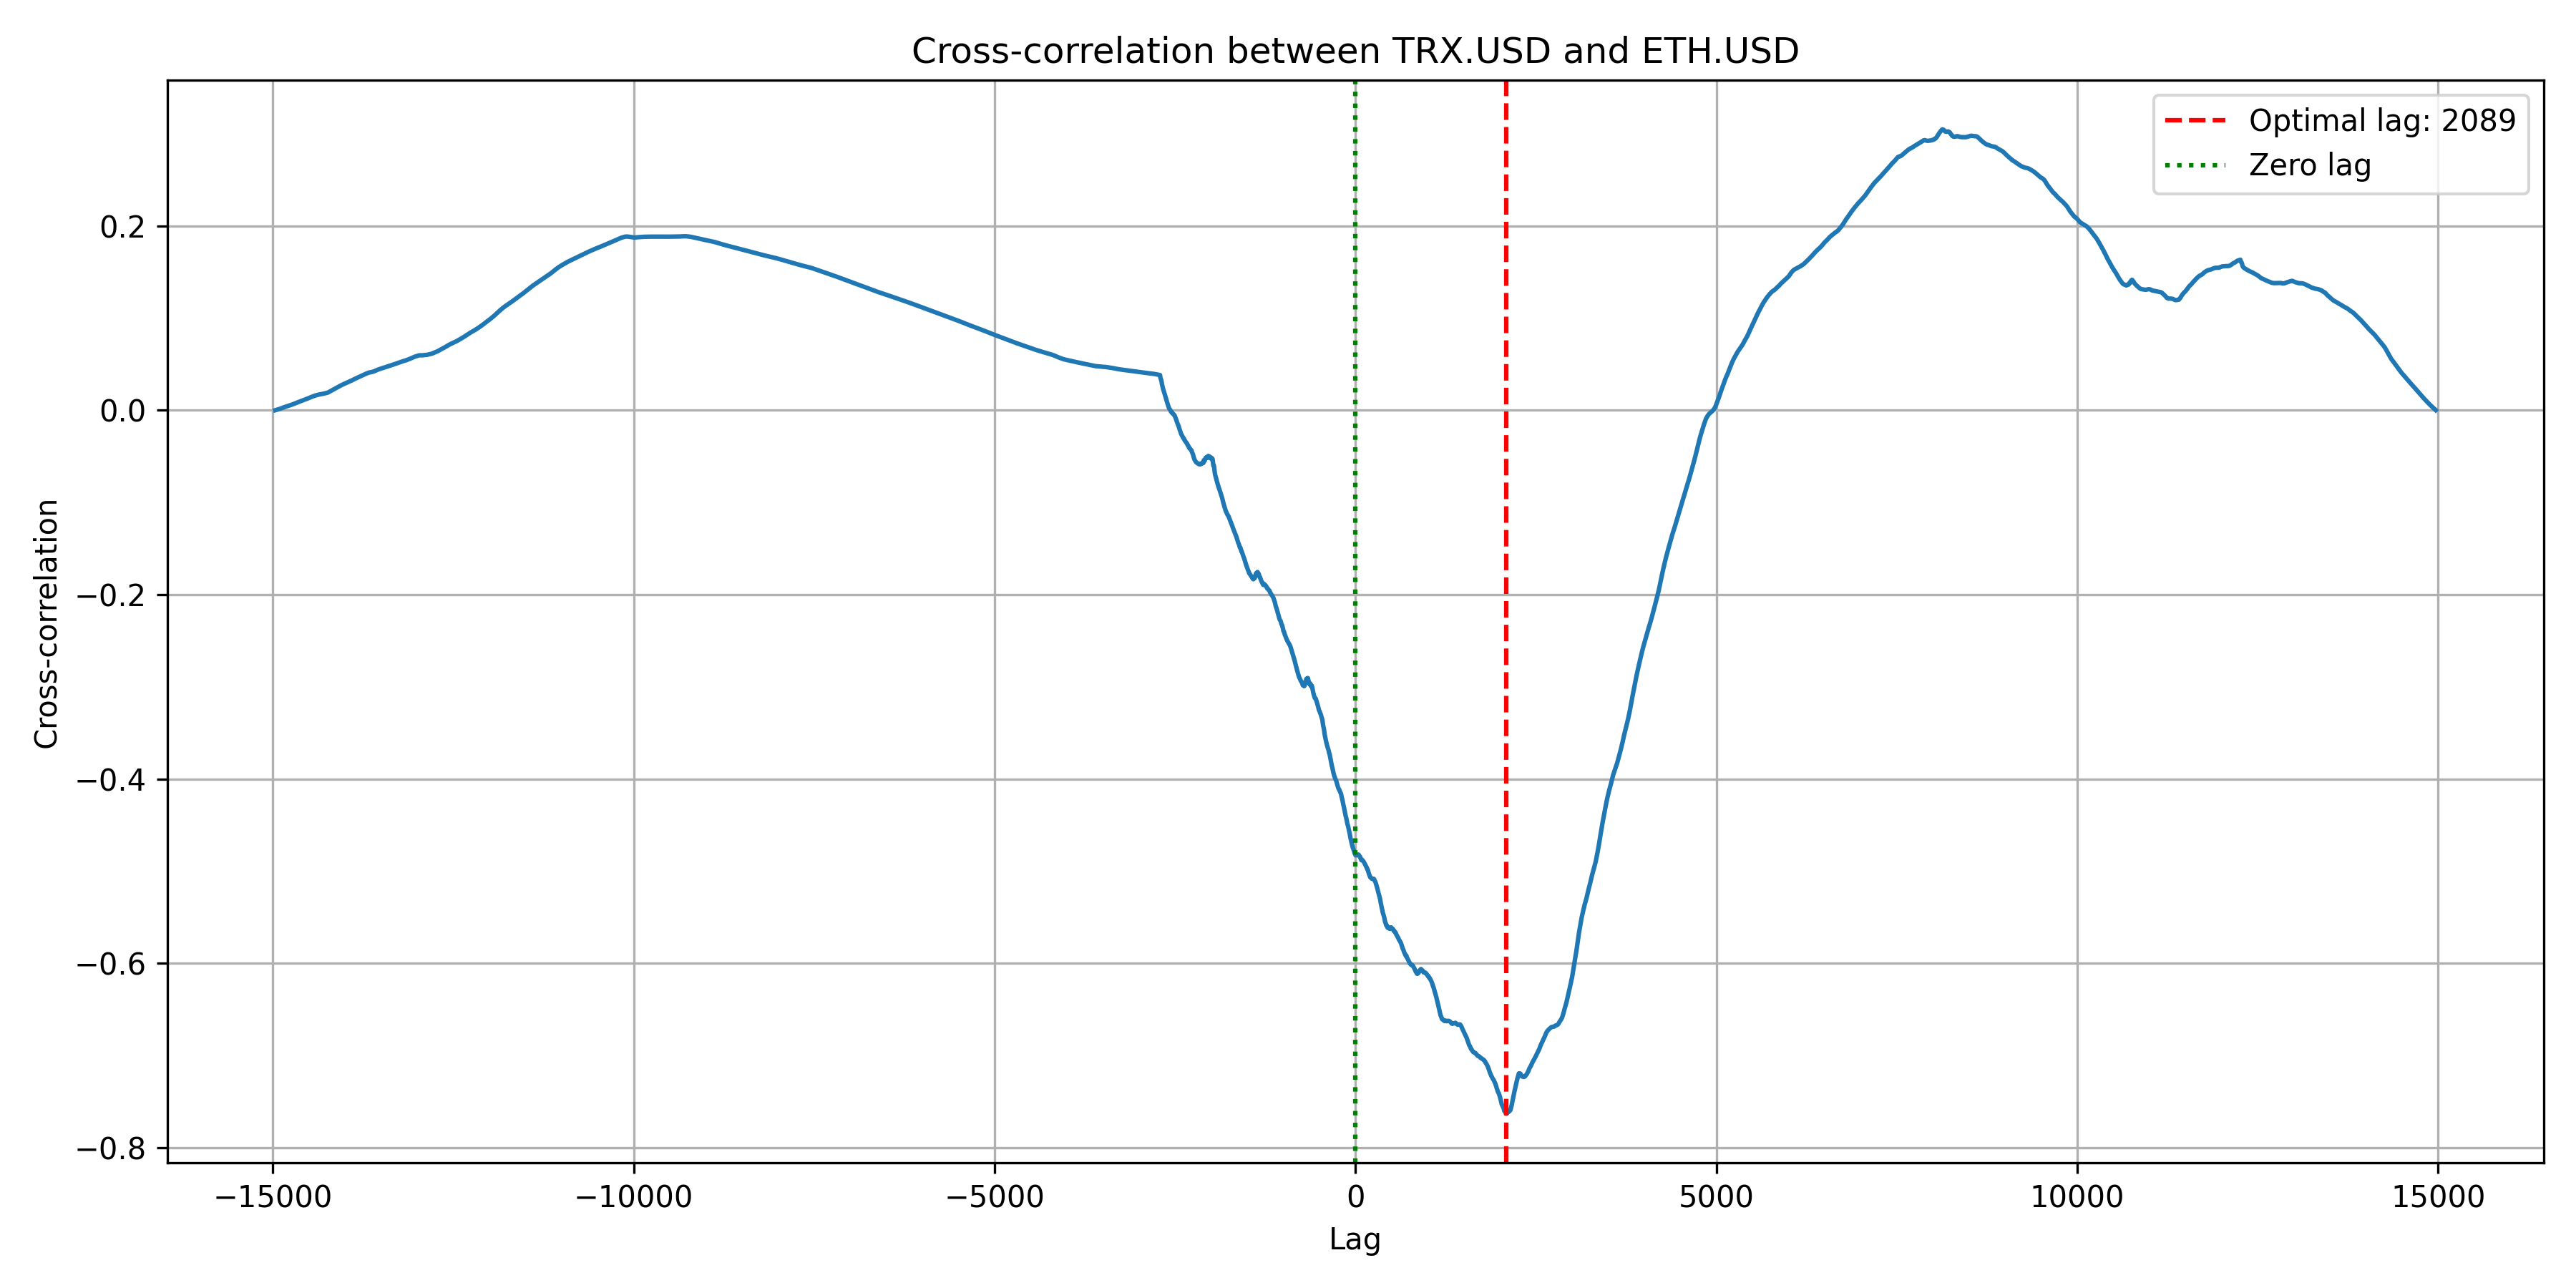 Cross-correlation between TRX.USD and ETH.USD
Optimal lag: 2089
Zero lag
Cross-correlation
0.2
0.0
−0.2
−0.4
−0.6
−0.8
−15000 −10000 −5000 0 5000 10000 15000
Lag